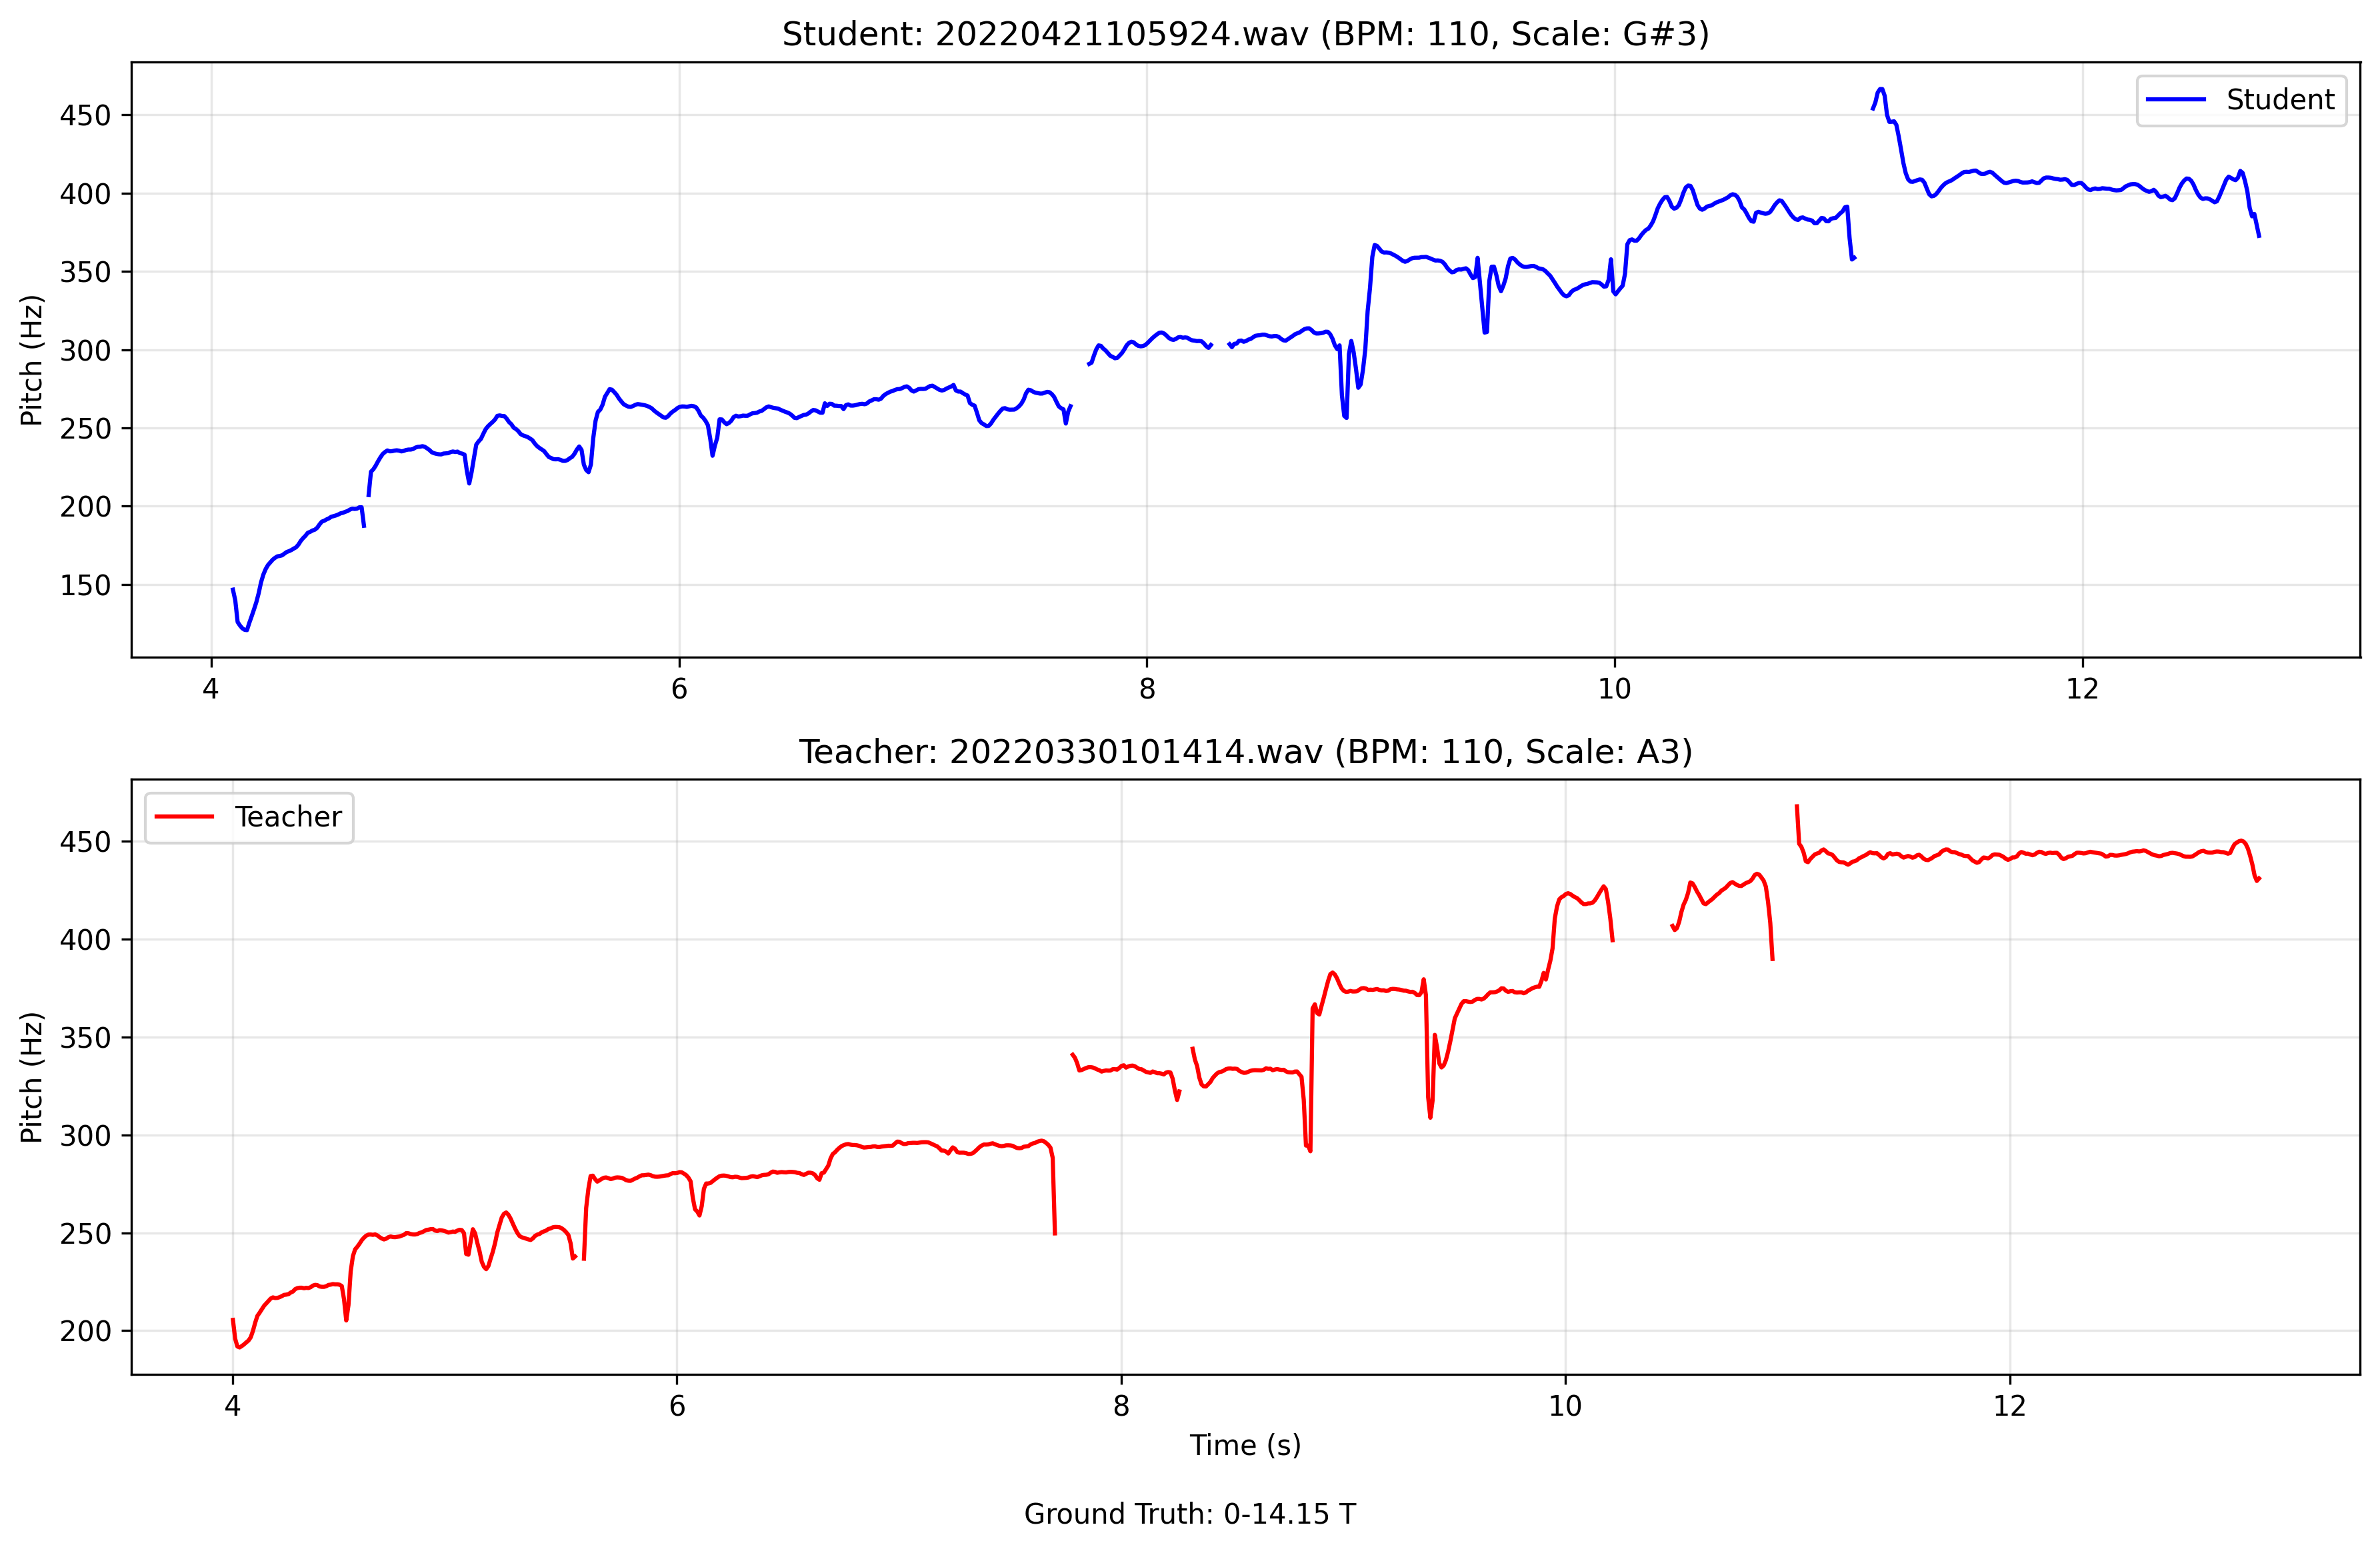 Student: 20220421105924.wav (BPM: 110, Scale: G#3)
Pitch (Hz)
450
400
350
300
250
200
150
Student
4
6
8
10
12
Teacher: 20220330101414.wav (BPM: 110, Scale: A3)
Pitch (Hz)
450
400
350
300
250
200
Teacher
4
6
8
10
12
Time (s)
Ground Truth: 0-14.15 T